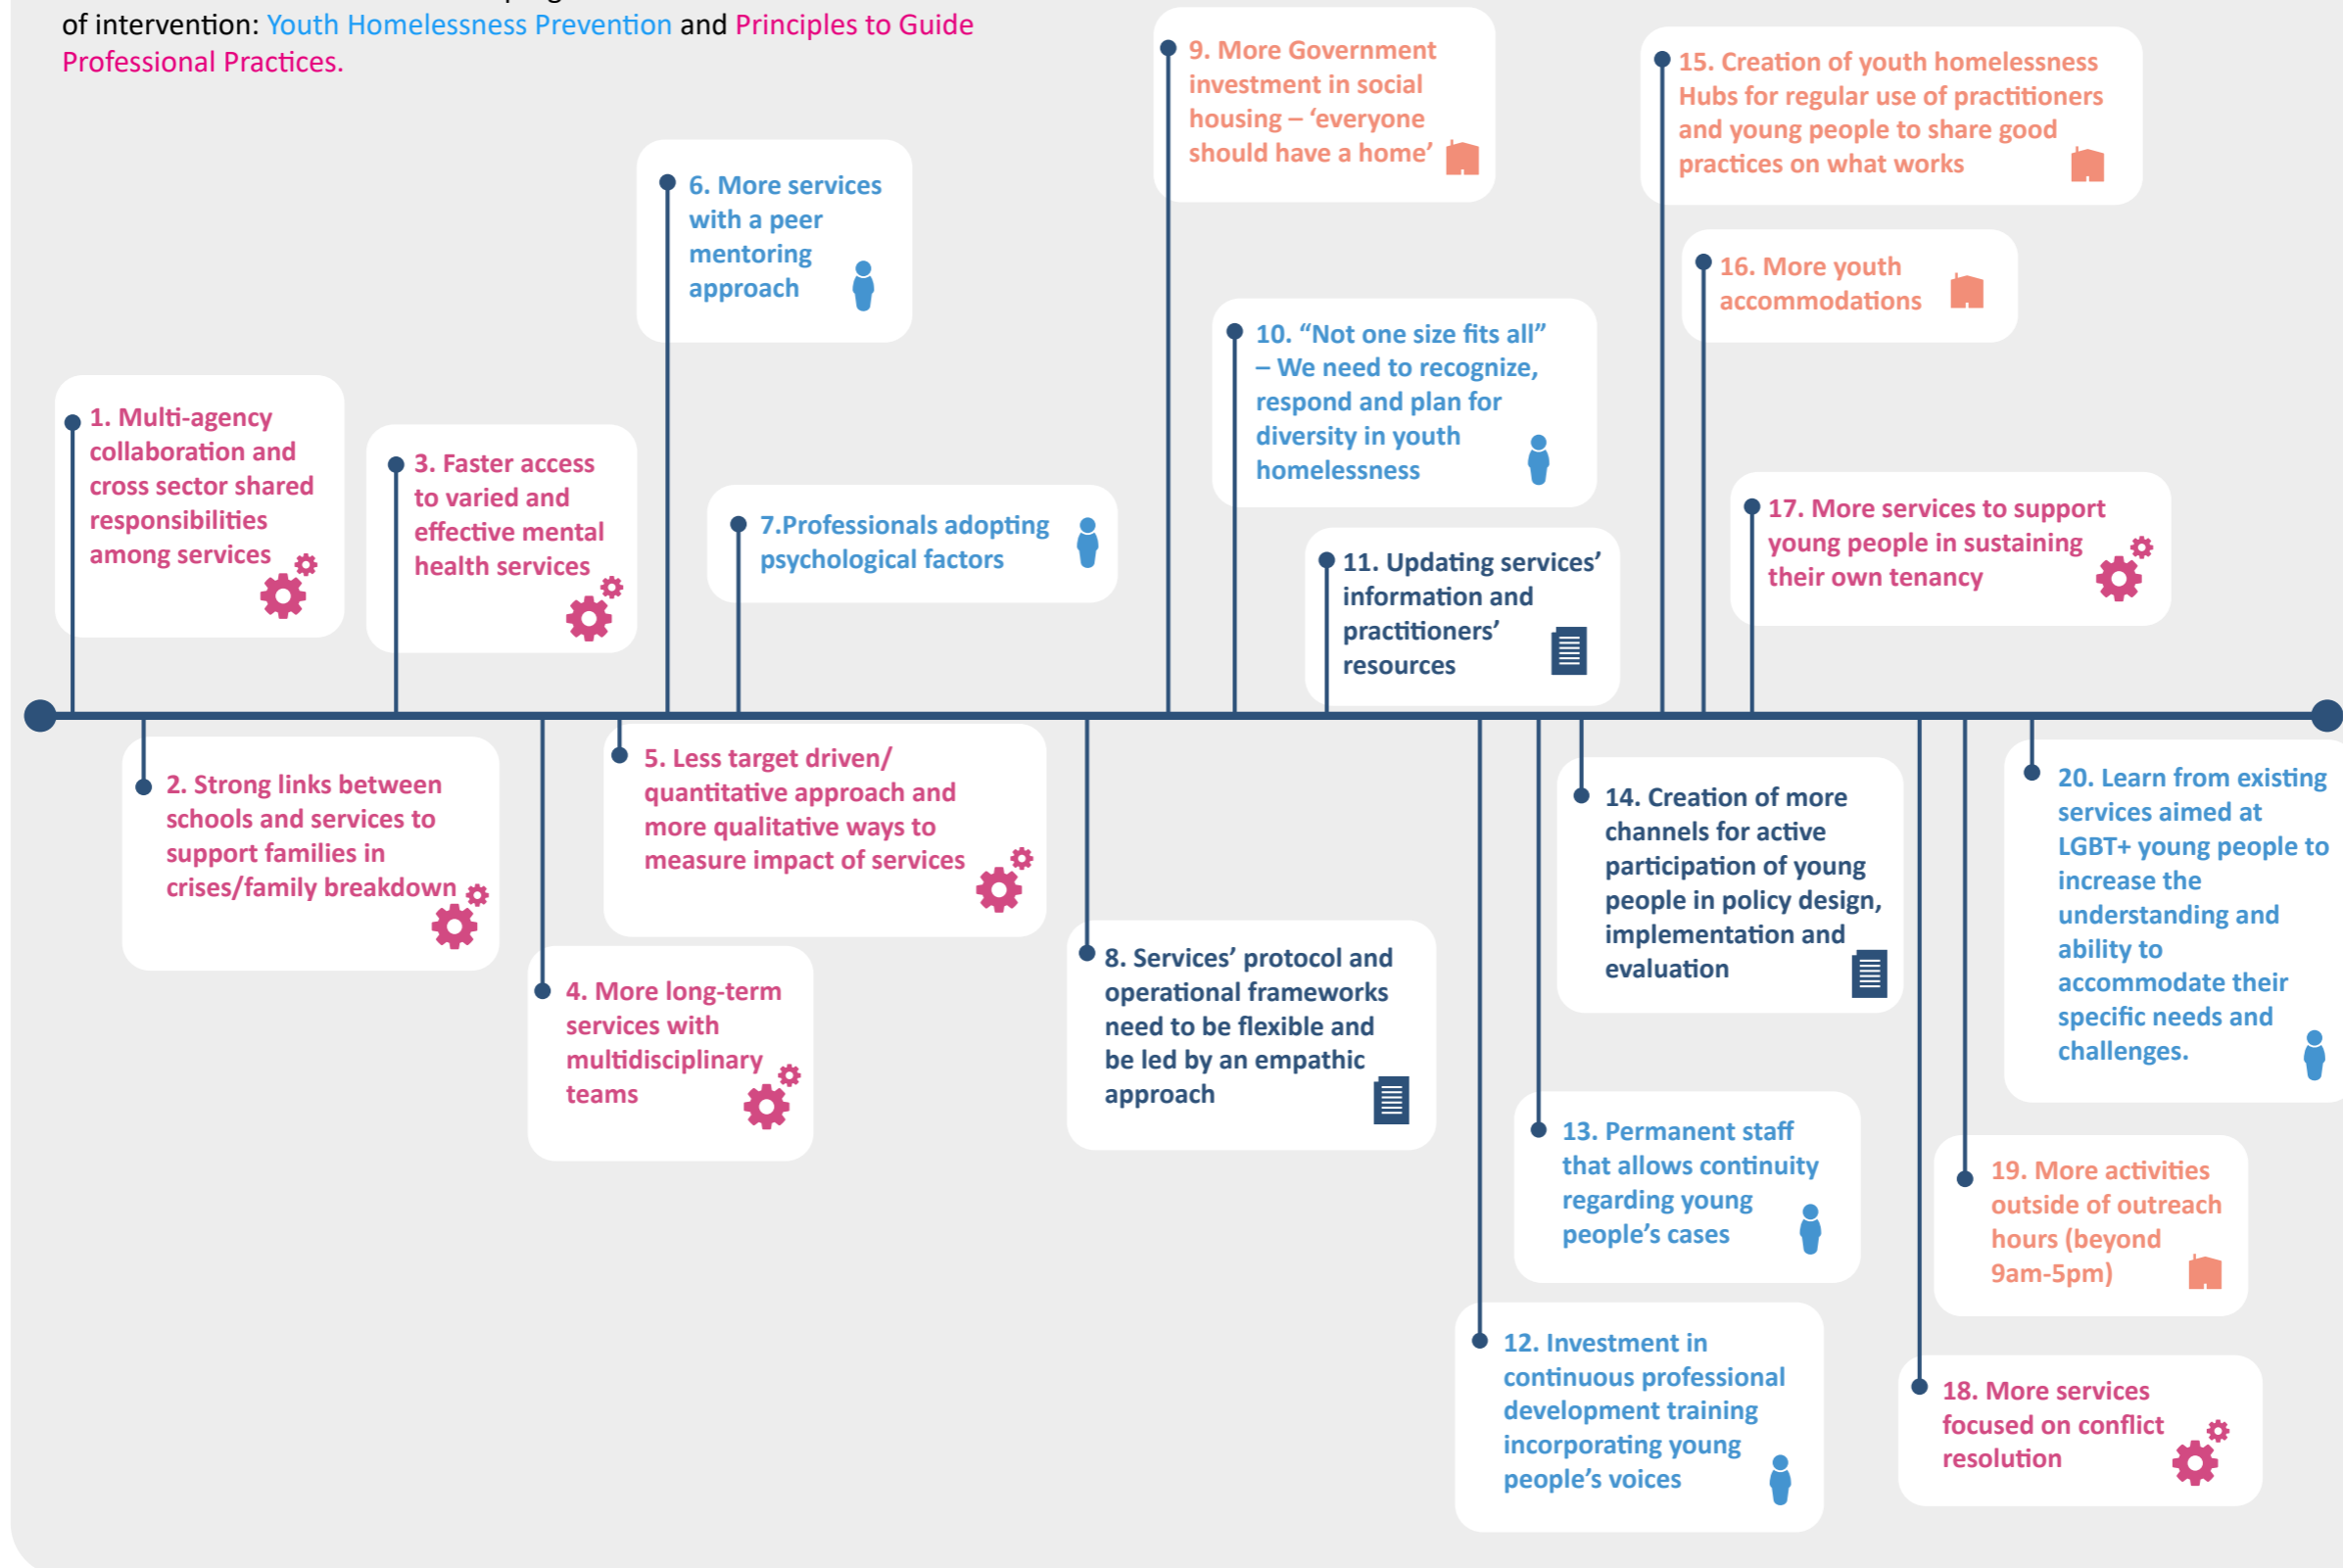 of intervention: Youth Homelessness Prevention and Principles to Guide
Professional Practices.
1. Multi-agency
collaboration and
cross sector shared
responsibilities
among services
2. Strong links between
schools and services to
support families in
crises/family breakdown
3. Faster access
to varied and
effective mental
health services
4. More long-term
services with
multidisciplinary
teams
5. Less target driven/
quantitative approach and
more qualitative ways to
measure impact of services
6. More services
with a peer
mentoring
approach
7.Professionals adopting
psychological factors
8. Services’ protocol and
operational frameworks
need to be flexible and
be led by an empathic
approach
9. More Government
investment in social
housing – ‘everyone
should have a home’
10. “Not one size fits all”
– We need to recognize,
respond and plan for
diversity in youth
homelessness
11. Updating services’
information and
practitioners’
resources
12. Investment in
continuous professional
development training
incorporating young
people’s voices
13. Permanent staff
that allows continuity
regarding young
people’s cases
14. Creation of more
channels for active
participation of young
people in policy design,
implementation and
evaluation
15. Creation of youth homelessness
Hubs for regular use of practitioners
and young people to share good
practices on what works
16. More youth
accommodations
17. More services to support
young people in sustaining
their own tenancy
18. More services
focused on conflict
resolution
19. More activities
outside of outreach
hours (beyond
9am-5pm)
20. Learn from existing
services aimed at
LGBT+ young people to
increase the
understanding and
ability to
accommodate their
specific needs and
challenges.